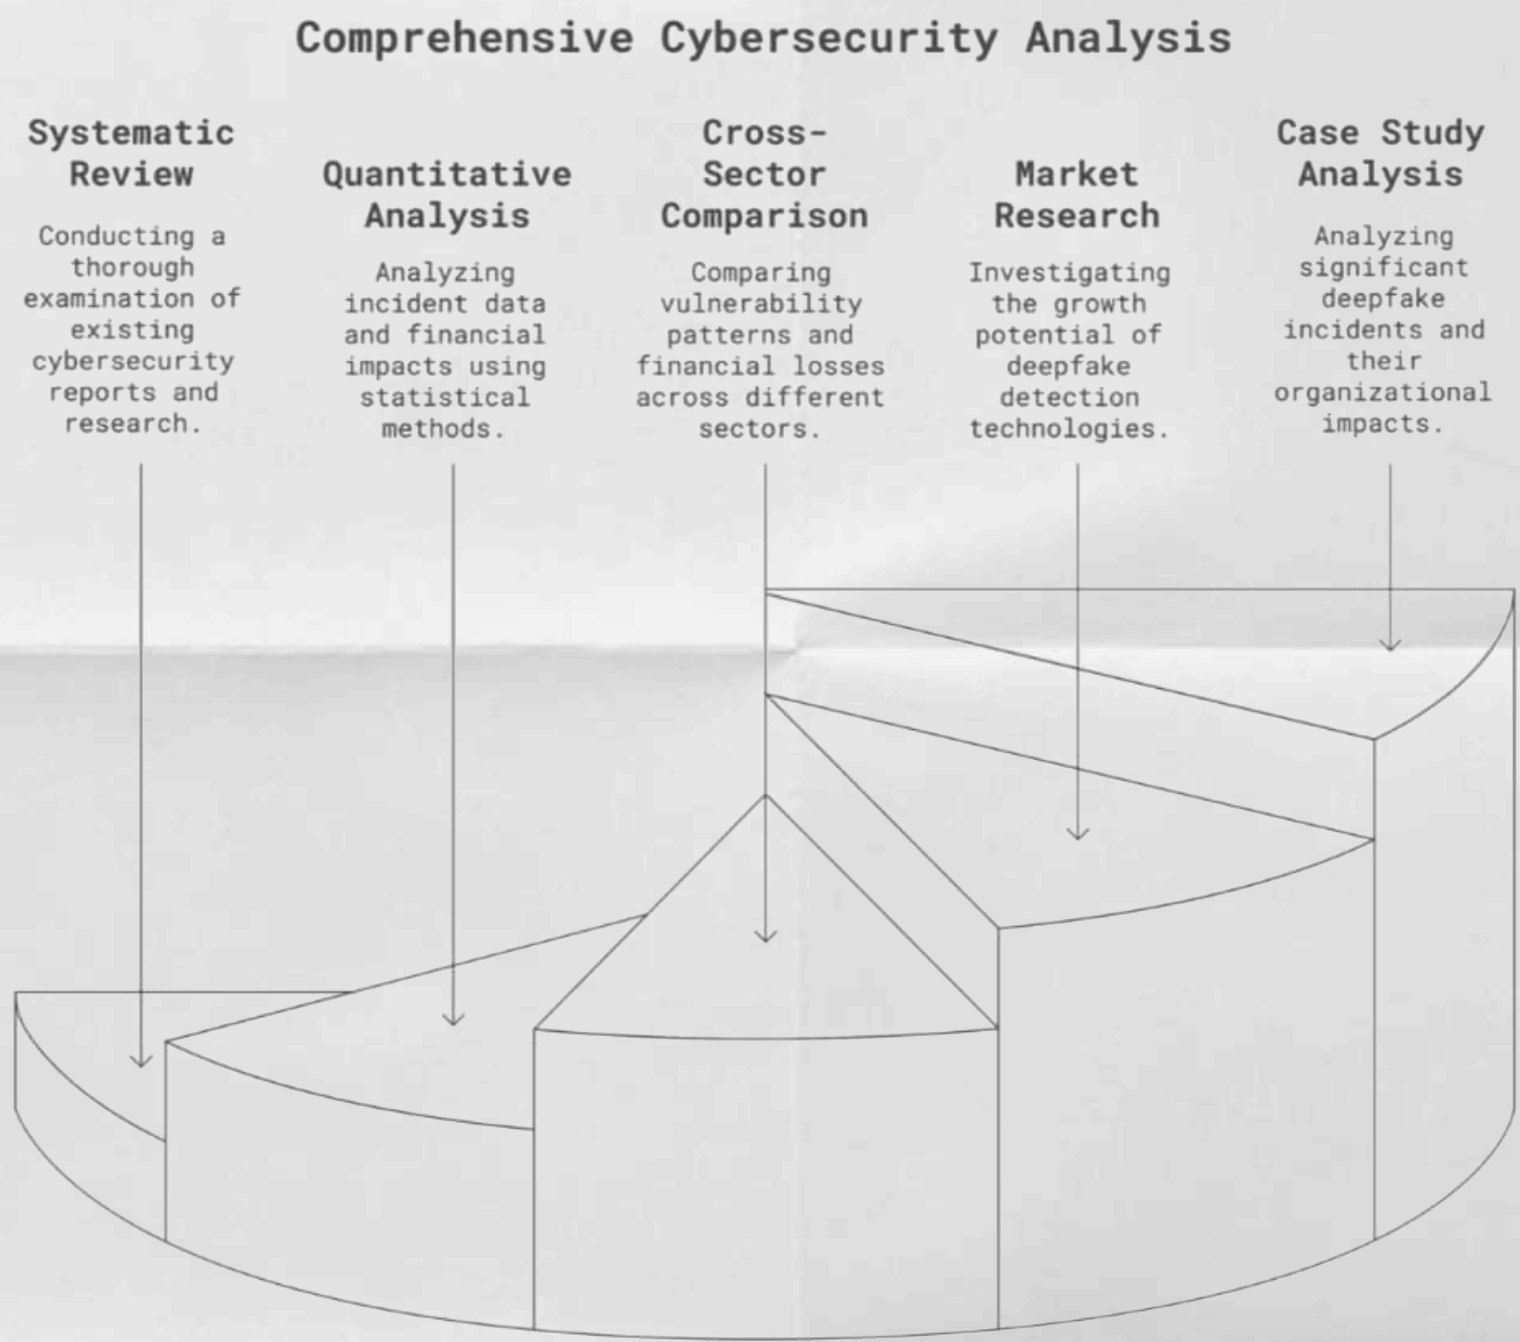 Comprehensive Cybersecurity Analysis
Systematic
Review
Conducting a
thorough
examination of
existing
cybersecurity
reports and
research.
Quantitative
Analysis
Analyzing
incident data
and financial
impacts using
statistical
methods.
Cross-
Sector
Comparison
Comparing
vulnerability
patterns and
financial losses
across different
sectors.
Market
Research
Investigating
the growth
potential of
deepfake
detection
technologies.
Case Study
Analysis
Analyzing
significant
deepfake
incidents and
their
organizational
impacts.